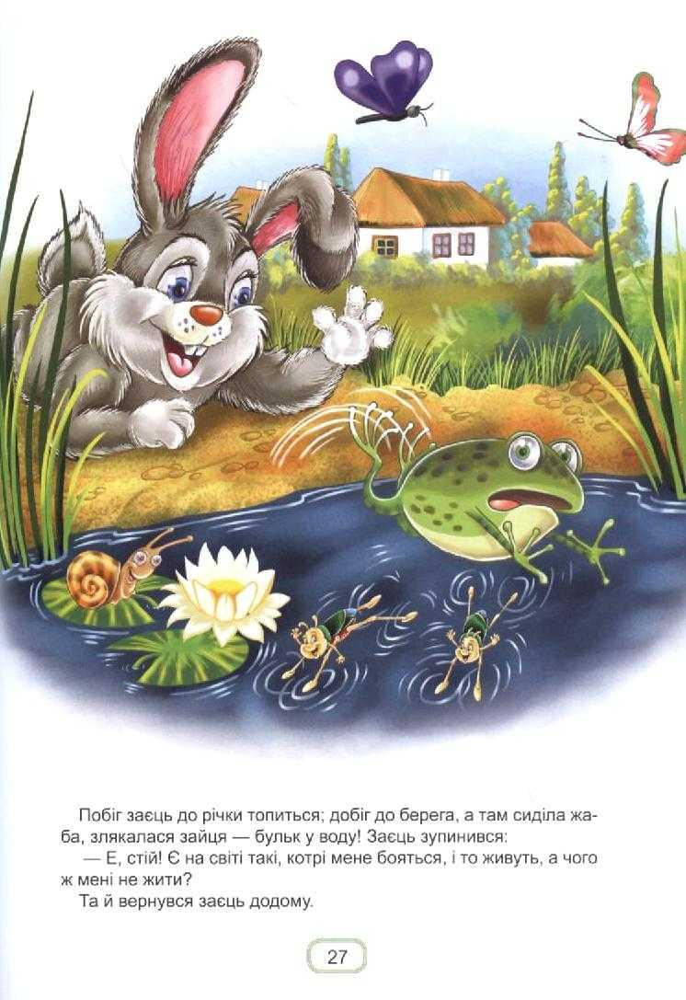 Побіг заєць до річки топиться; добіг до берега, а там сиділа жа-
ба, злякалася зайця — бульк у воду! Заєць зупинився:
— Е, стій! Є на світі такі, котрі мене бояться, і то живуть, а чого
ж мені не жити?
Та й вернувся заєць додому.
27